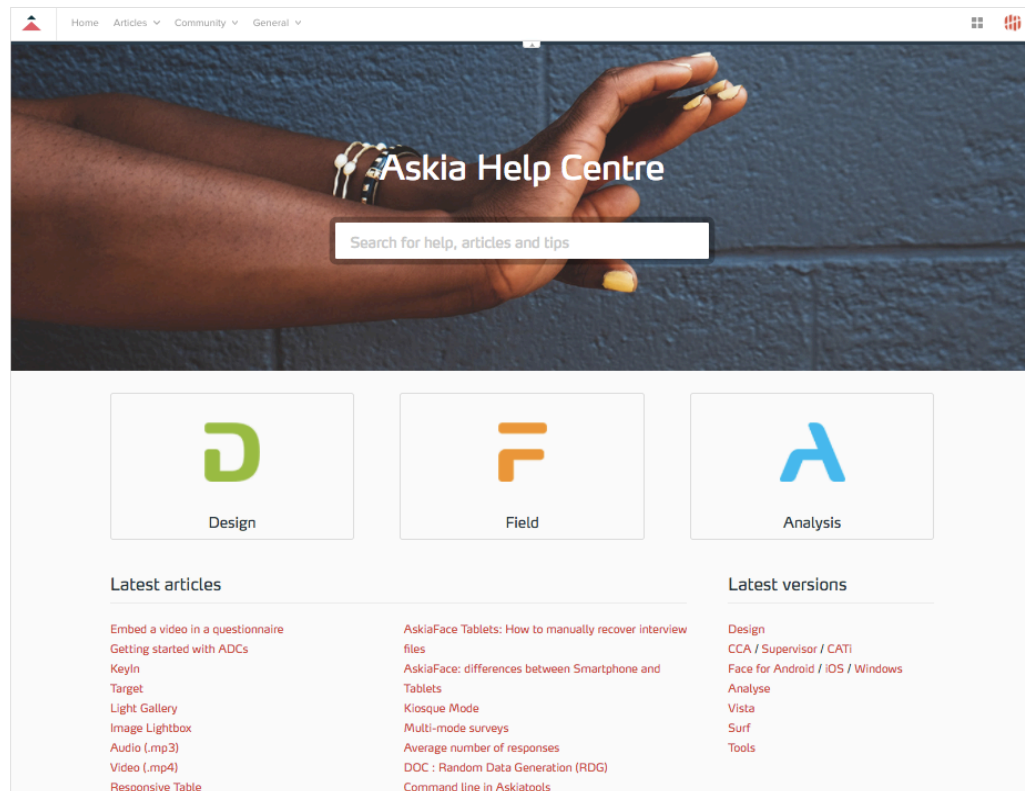 Home Articles Community General
Askia Help Centre
Search for help, articles and tips
D
F
A
Design
Field
Analysis
Latest articles
Embed a video in a questionnaire
Getting started with ADCs
KeyIn
Target
Light Gallery
Image Lightbox
Audio (.mp3)
Video (.mp4)
Responsive Table
AskiaFace Tablets: How to manually recover interview
files
AskiaFace: differences between Smartphone and
Tablets
Kiosque Mode
Multi-mode surveys
Average number of responses
DOC : Random Data Generation (RDG)
Command line in Askiatools
Latest versions
Design
CCA / Supervisor / CATi
Face for Android / iOS / Windows
Analyse
Vista
Surf
Tools